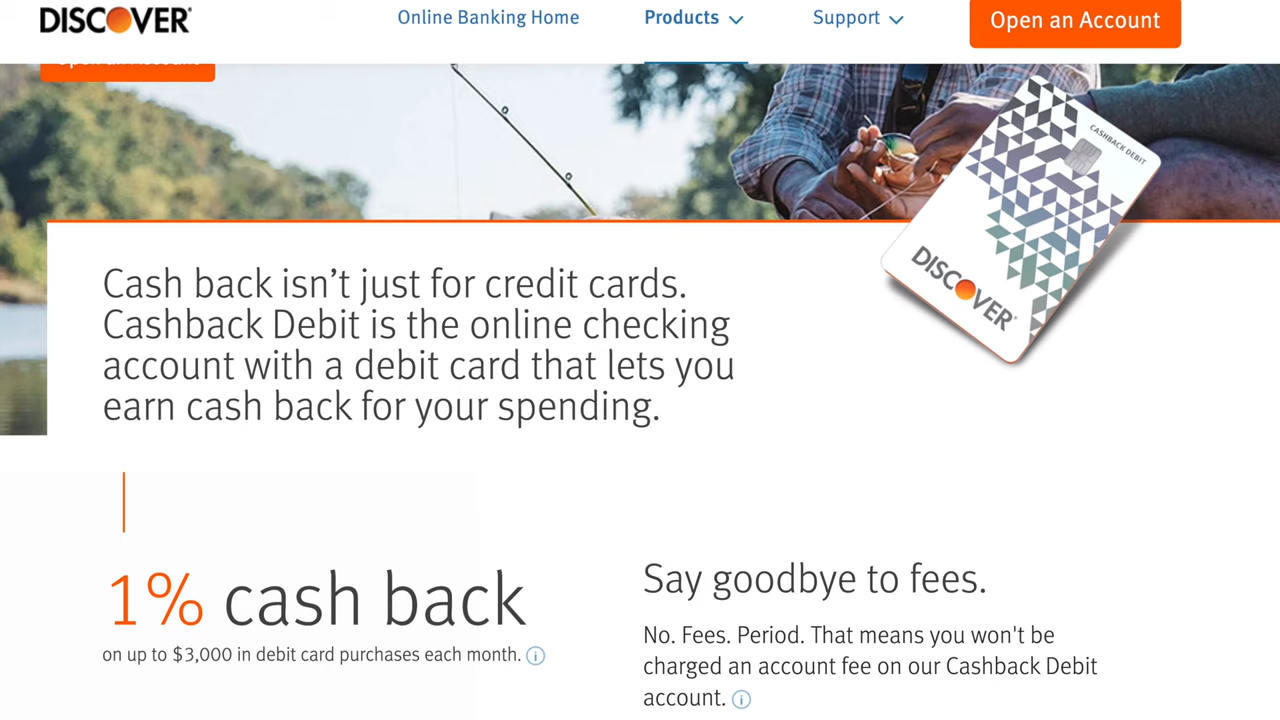 DISCOVER®
Online Banking Home
Products
Support
Open an Account
CASHBACK DEBIT
DISCOVER®
Cash back isn’t just for credit cards.
Cashback Debit is the online checking
account with a debit card that lets you
earn cash back for your spending.
1% cash back
on up to $3,000 in debit card purchases each month.
Say goodbye to fees.
No. Fees. Period. That means you won't be
charged an account fee on our Cashback Debit
account.